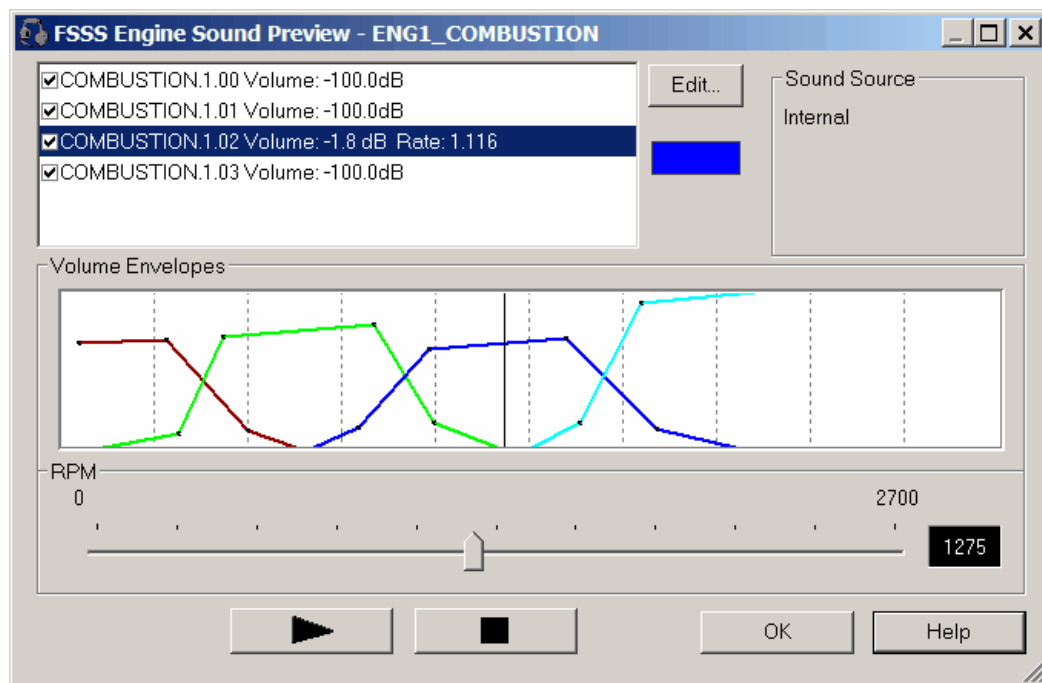 FSSS Engine Sound Preview - ENG1_COMBUSTION
COMBUSTION.1.00 Volume: -100.0dB
COMBUSTION.1.01 Volume: -100.0dB
COMBUSTION.1.02 Volume: -1.8 dB Rate: 1.116
COMBUSTION.1.03 Volume: -100.0dB
Edit...
Sound Source
Internal
Volume Envelopes
RPM
0 2700
1275
OK Help